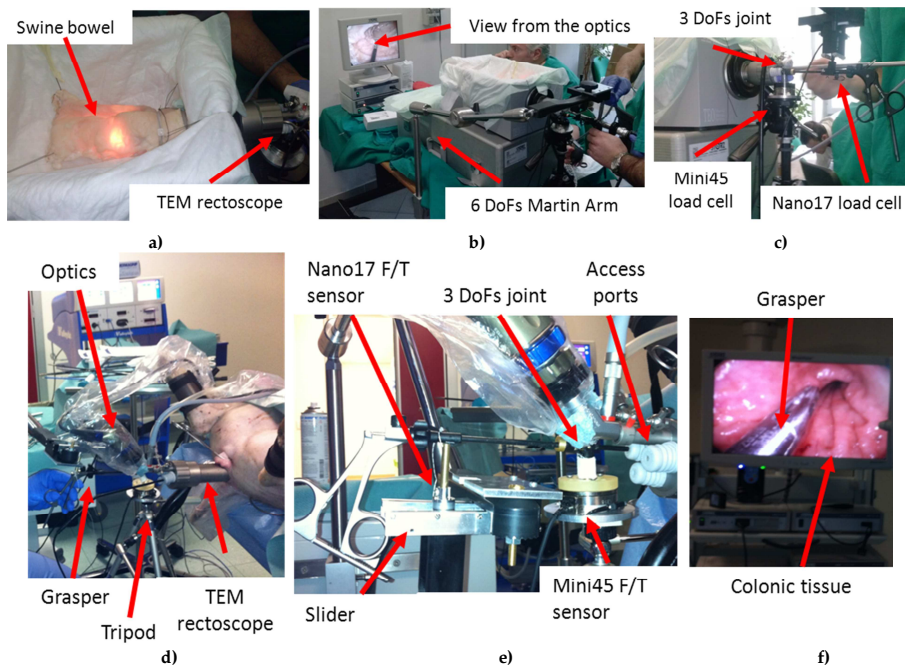 Swine bowel
TEM rectoscope
a)
View from the optics
6 DoFs Martin Arm
b)
3 DoFs joint
Mini45
load cell
Nano17 load cell
c)
Optics
Grasper
Tripod
TEM
rectoscope
d)
Nano17 F/T
sensor
3 DoFs joint
Access
ports
Slider
Mini45 F/T
sensor
e)
Grasper
Colonic tissue
f)